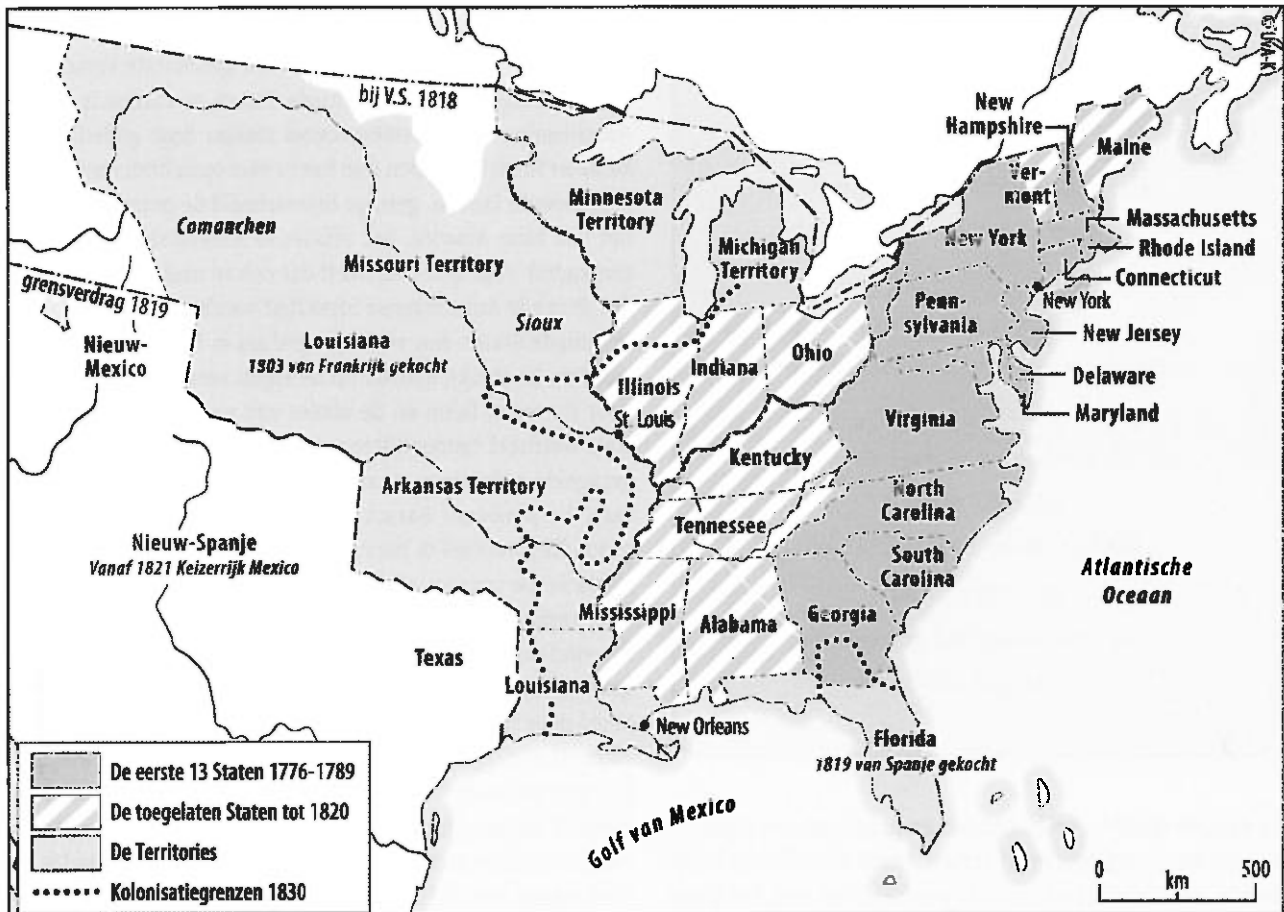 © UvA-K
bij V.S. 1818
New
Hampshire
Maine
Ver-
mont
Minnesota
Territory
Massachusetts
Comanchen
Michigan
Territory
New York
Rhode Island
Missouri Territory
Connecticut
grensverdrag 1819
Penn-
sylvania
New York
Sioux
New Jersey
Nieuw-
Mexico
Louisiana
1803 van Frankrijk gekocht
Ohio
Indiana
Illinois
Delaware
St. Louis
Virginia
Maryland
Kentucky
Arkansas Territory
North
Carolina
Tennessee
Nieuw-Spanje
Vanaf 1821 Keizerrijk Mexico
South
Carolina
Atlantische
Oceaan
Mississippi
Alabama
Georgia
Texas
Louisiana
New Orleans
Florida
1819 van Spanje gekocht
Golf van Mexico
De eerste 13 Staten 1776-1789
De toegelaten Staten tot 1820
De Territories
Kolonisatiegrenzen 1830
0 km 500